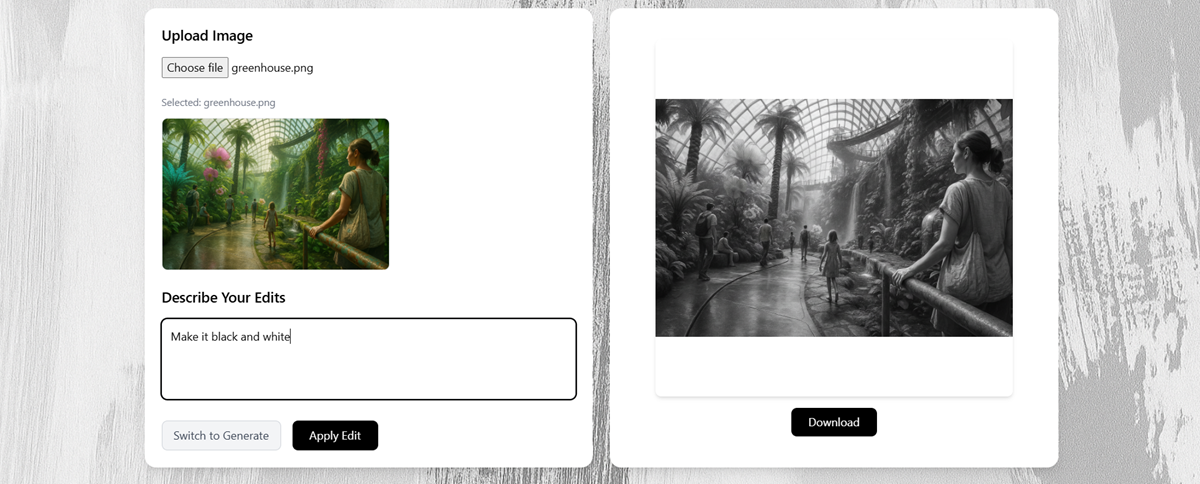 Upload Image
Choose file greenhouse.png
Selected: greenhouse.png
Describe Your Edits
Make it black and white
Switch to Generate
Apply Edit
Download